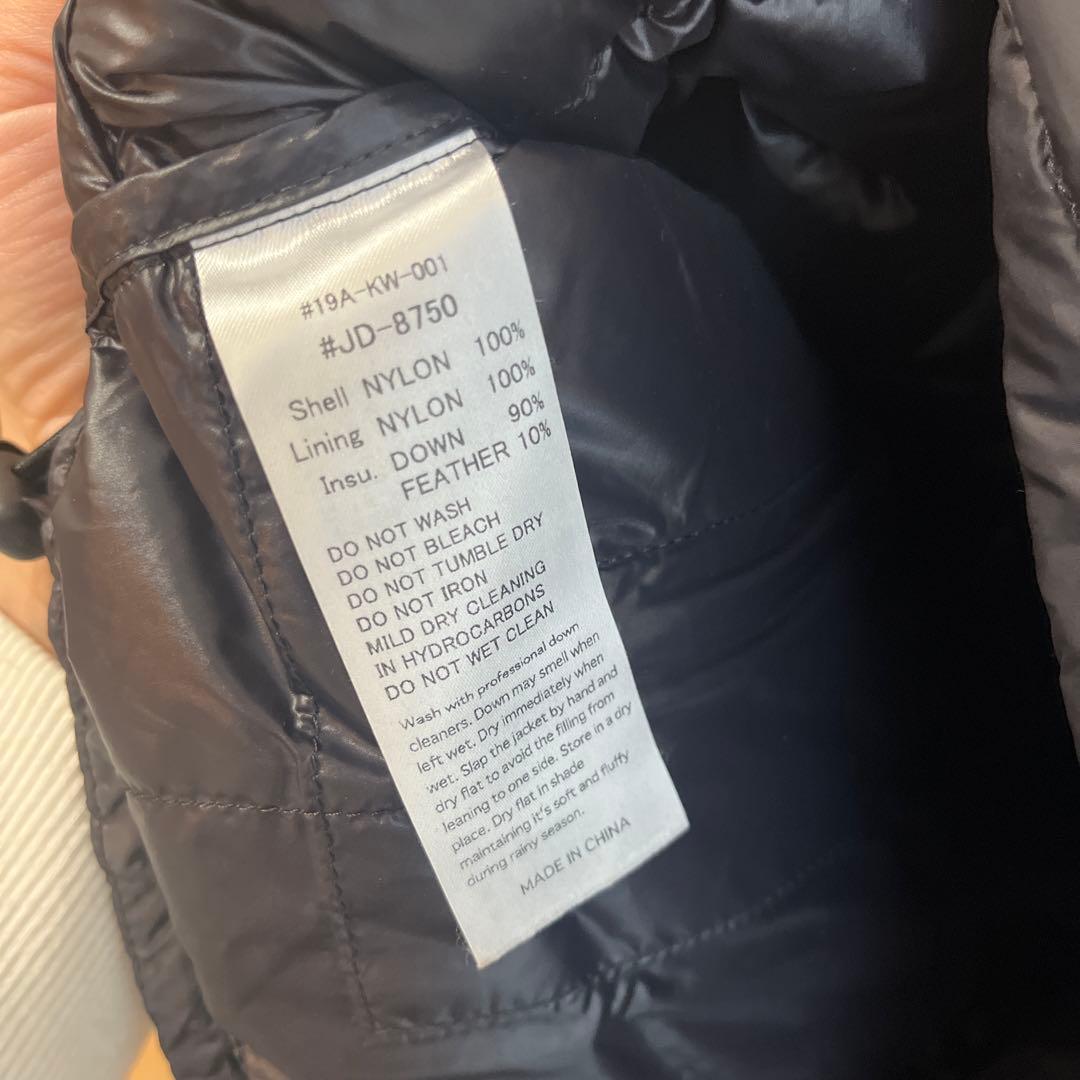 #19A-KW-001
#JD-8750
Shell NYLON 100%
Lining NYLON 100%
Insu. DOWN 90%
FEATHER 10%
DO NOT WASH
DO NOT BLEACH
DO NOT TUMBLE DRY
DO NOT IRON
MILD DRY CLEANING
IN HYDROCARBONS
DO NOT WET CLEAN
Wash with professional down
cleaners. Down may smell when
left wet. Dry immediately when
wet. Slap the jacket by hand and
dry flat to avoid the filling from
leaning to one side. Store in a dry
place. Dry flat in shade
maintaining it's soft and fluffy
during rainy season.
MADE IN CHINA